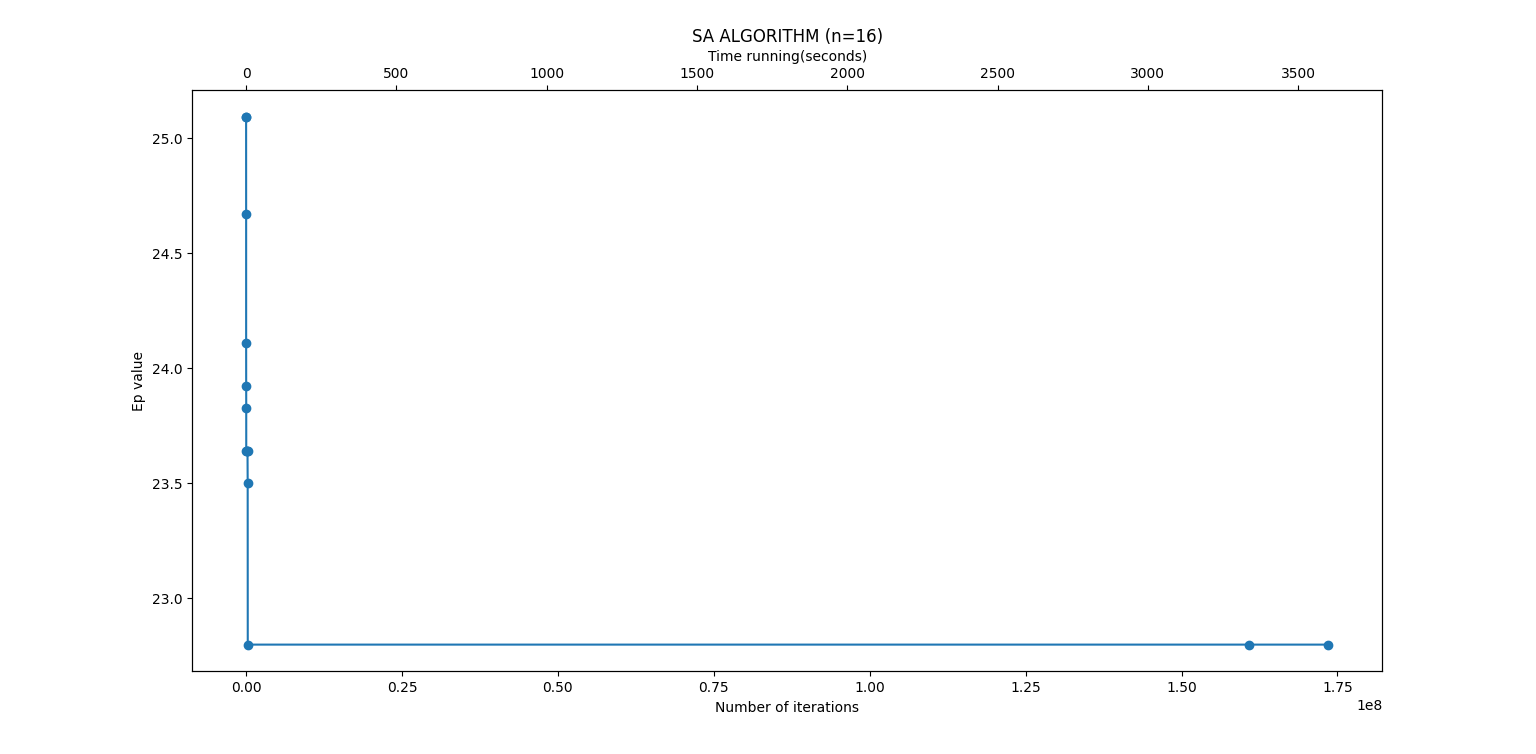 SA ALGORITHM (n=16)
Time running(seconds)
0 500 1000 1500 2000 2500 3000 3500
25.0
24.5
24.0
23.5
23.0
Ep value
0.00 0.25 0.50 0.75 1.00 1.25 1.50 1.75
1e8
Number of iterations